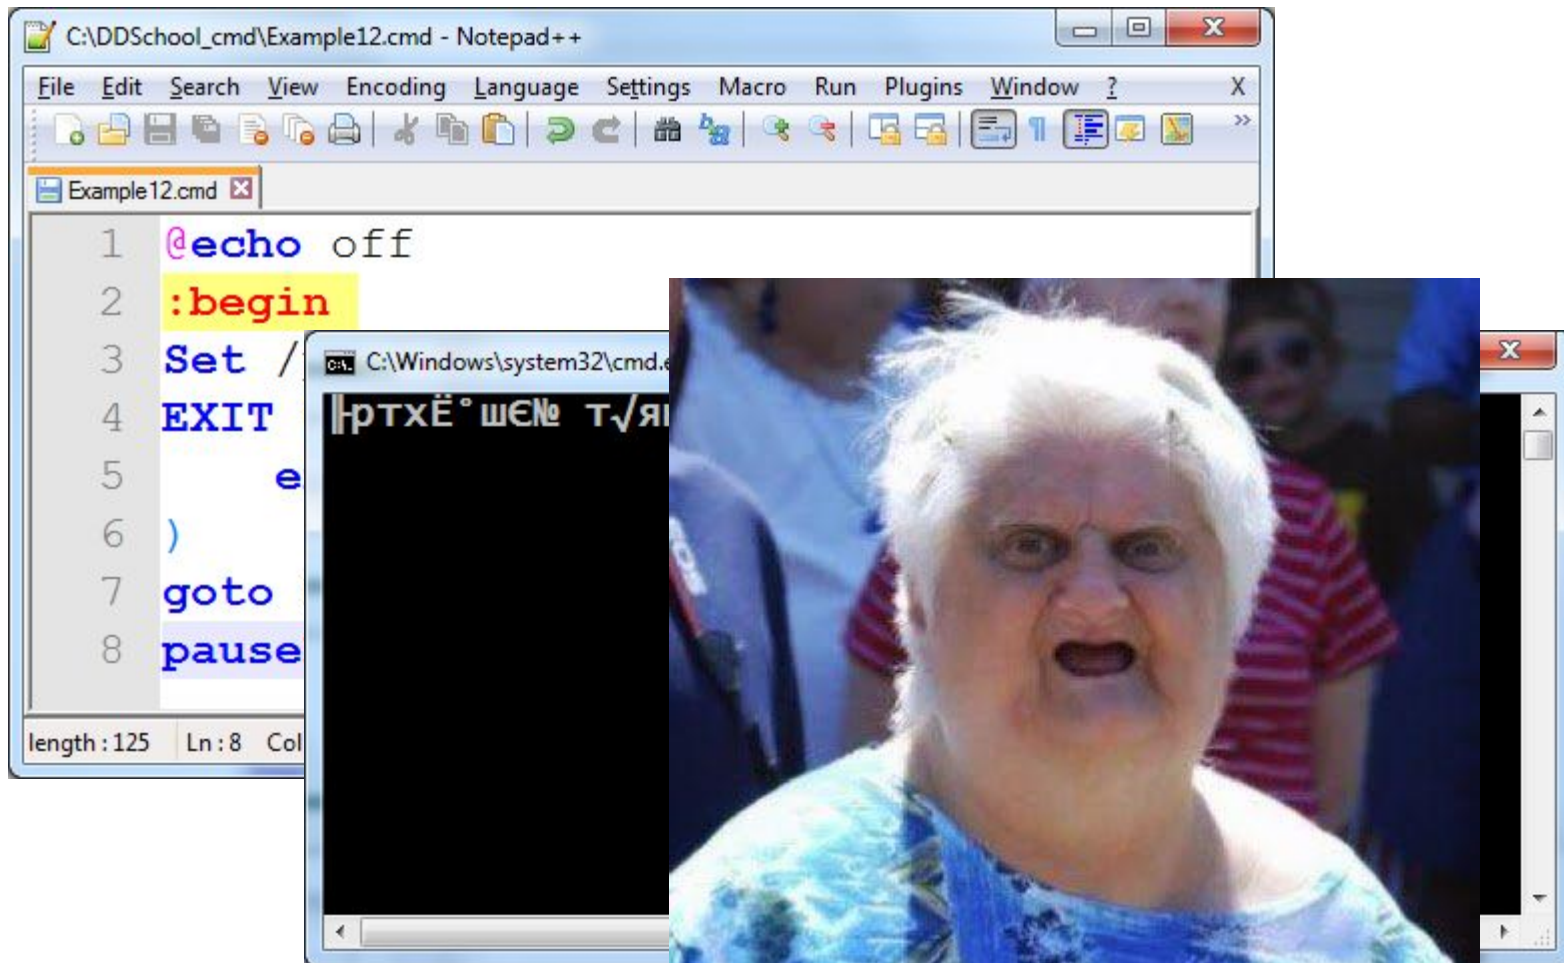 C:\DDSchool_cmd\Example12.cmd - Notepad++
File Edit Search View Encoding Language Settings Macro Run Plugins Window ? X
Example12.cmd
1 @echo off
2 :begin
3 Set /
4 EXIT
5 e
6 )
7 goto
8 pause
length : 125 Ln : 8 Col
C:\Windows\system32\cmd.e
╟ртхЁ°шЄ№ т√я